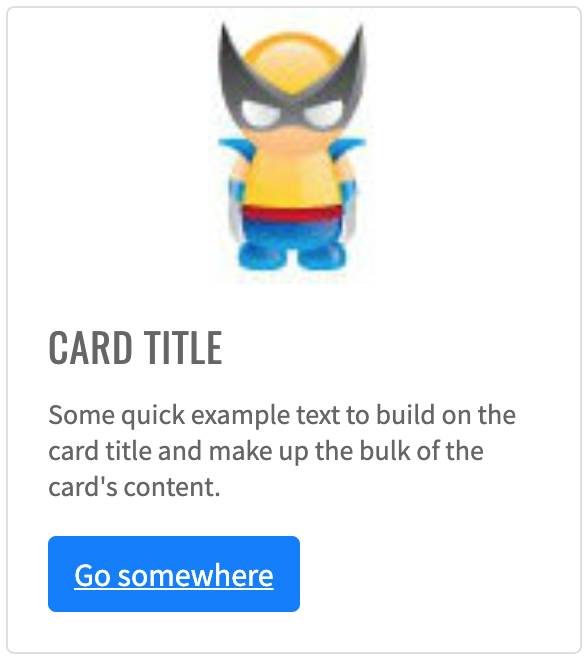 CARD TITLE
Some quick example text to build on the
card title and make up the bulk of the
card's content.
Go somewhere